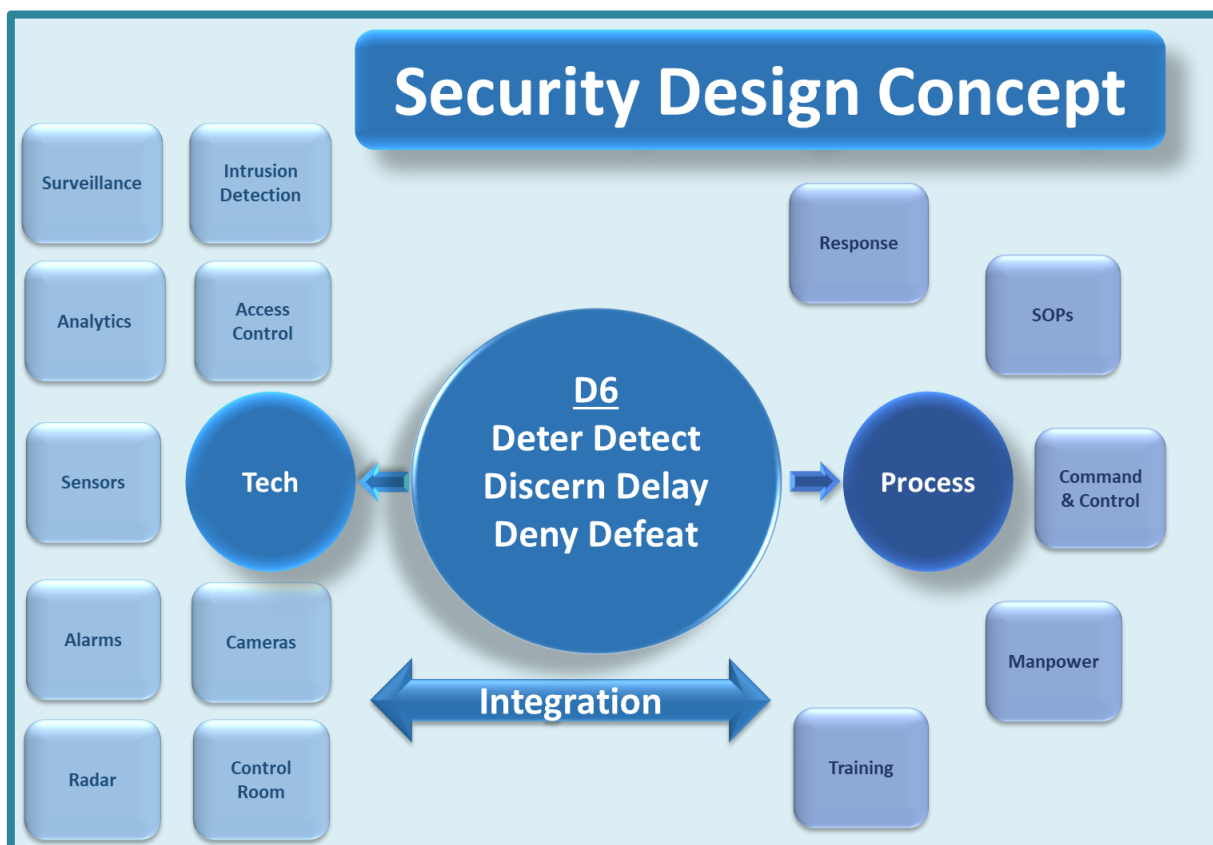 Security Design Concept
Surveillance
Intrusion
Detection
Analytics
Access
Control
Sensors
Tech
Alarms
Cameras
Radar
Control
Room
D6
Deter Detect
Discern Delay
Deny Defeat
Integration
Response
SOPs
Process
Command
& Control
Manpower
Training